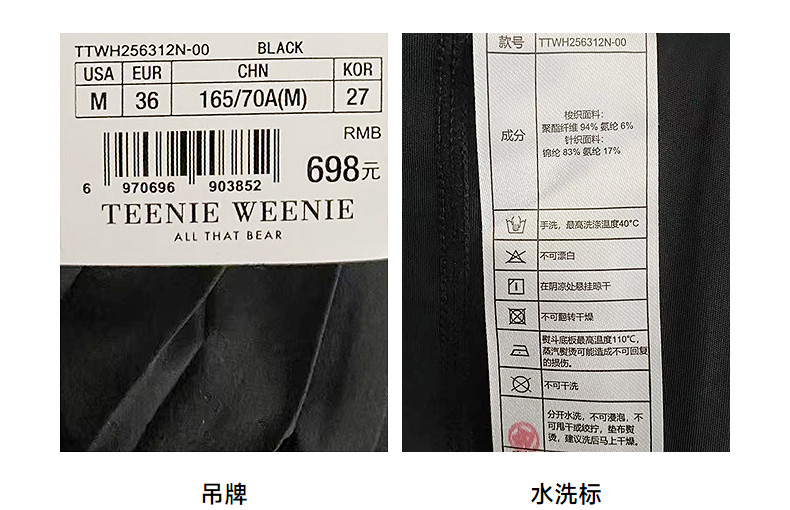 TTWH256312N-00 BLACK
USA EUR CHN KOR
M 36 165/70A(M) 27
RMB
698元
6 970696 903852
TEENIE WEENIE
ALL THAT BEAR
吊牌
款号 TTWH256312N-00
成分
梭织面料:
聚酯纤维 94% 氨纶 6%
针织面料:
锦纶 83% 氨纶 17%
手洗，最高洗涤温度40°C
不可漂白
在阴凉处悬挂晾干
不可翻转干燥
熨斗底板最高温度110℃,
蒸汽熨烫可能造成不可回复
的损伤。
不可干洗
分开水洗，不可浸泡，不
可甩干或绞拧，垫布熨
烫，建议洗后马上干燥。
水洗标